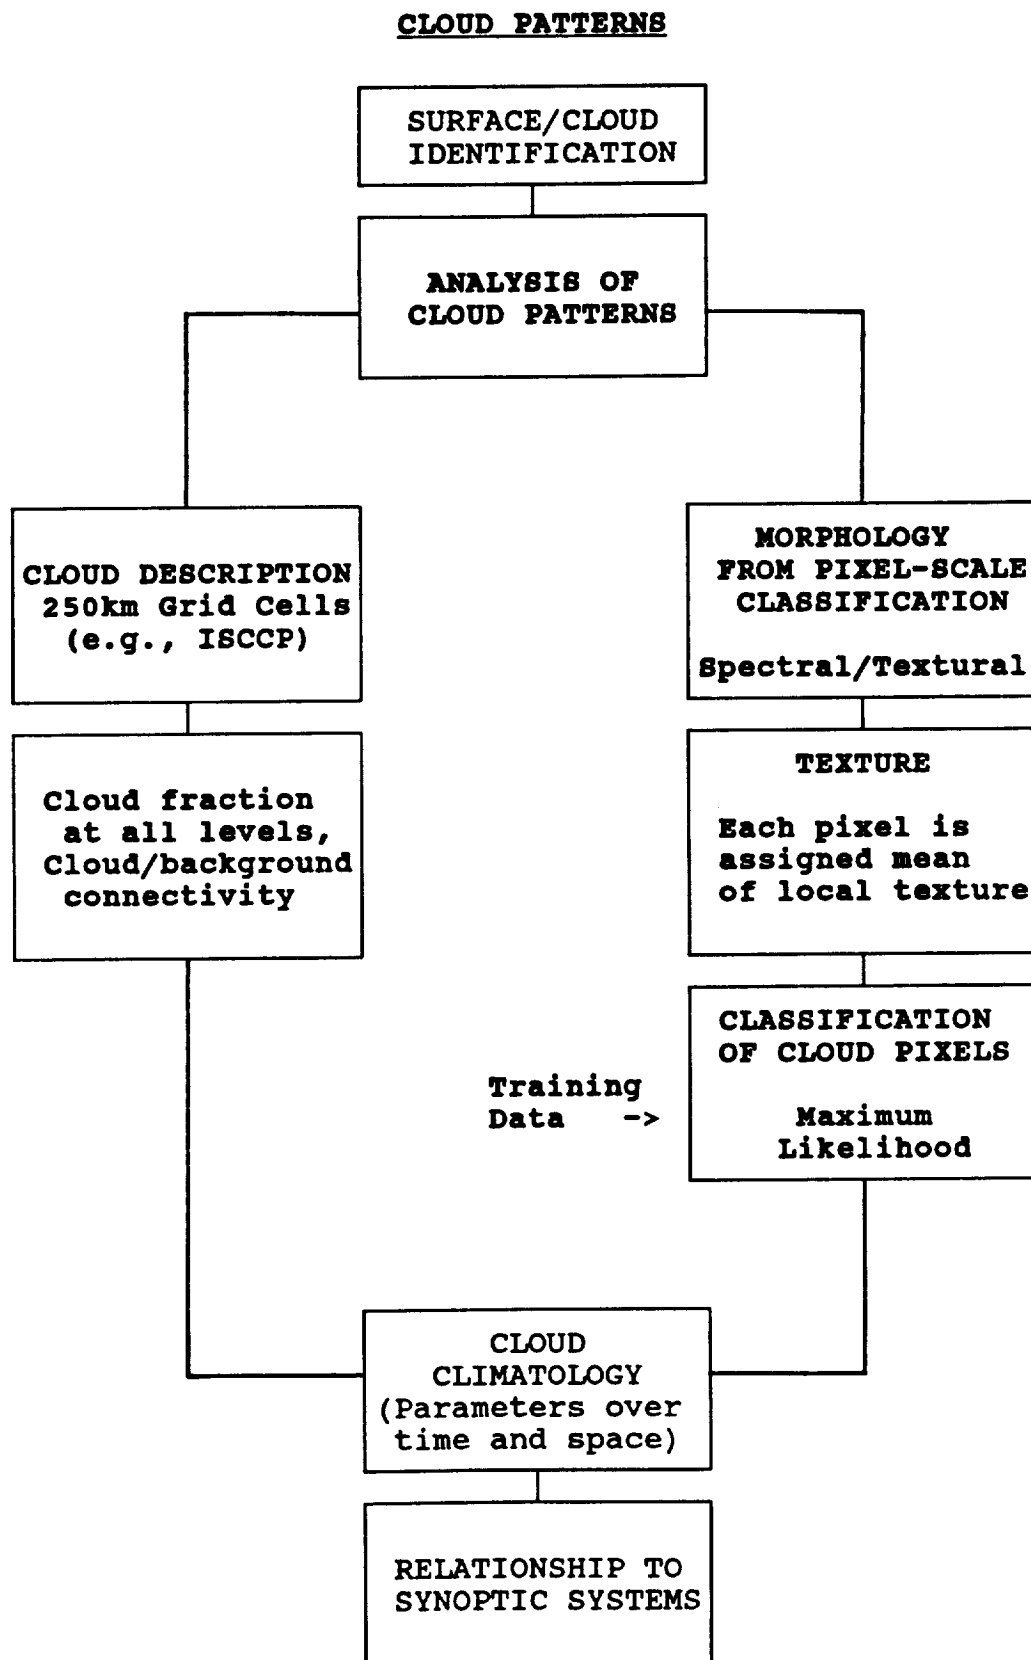 CLOUD PATTERNS
SURFACE/CLOUD
IDENTIFICATION
ANALYSIS OF
CLOUD PATTERNS
CLOUD DESCRIPTION
250km Grid Cells
(e.g., ISCCP)
Cloud fraction
at all levels,
Cloud/background
connectivity
MORPHOLOGY
FROM PIXEL-SCALE
CLASSIFICATION
Spectral/Textural
TEXTURE
Each pixel is
assigned mean
of local texture
Training
Data ->
CLASSIFICATION
OF CLOUD PIXELS
Maximum
Likelihood
CLOUD
CLIMATOLOGY
(Parameters over
time and space)
RELATIONSHIP TO
SYNOPTIC SYSTEMS